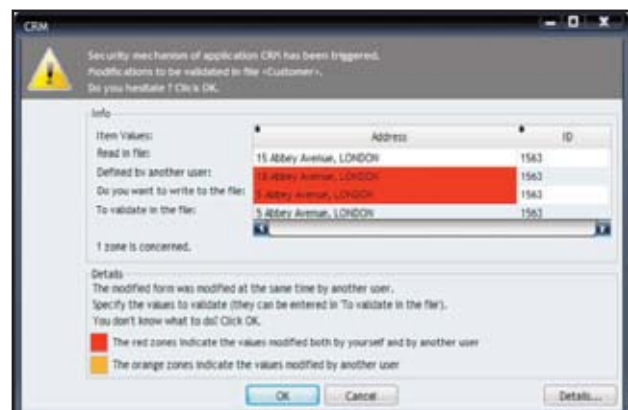 CRM
Security mechanism of application CRM has been triggered.
Modifications to be validated in file <Customer>.
Do you hesitate ? Click OK.
Info
Item Values:
Address
ID
Read in file:
15 Abbey Avenue, LONDON
1563
Defined by another user:
Abbey Avenue, LONDON
1563
Do you want to write to the file:
5 Abbey Avenue, LONDON
1563
To validate in the file:
5 Abbey Avenue, LONDON
1563
1 zone is concerned.
Details
The modified form was modified at the same time by another user.
Specify the values to validate (they can be entered in 'To validate in the file').
You don't know what to do? Click OK.
The red zones indicate the values modified both by yourself and by another user
The orange zones indicate the values modified by another user
OK
Cancel
Details...